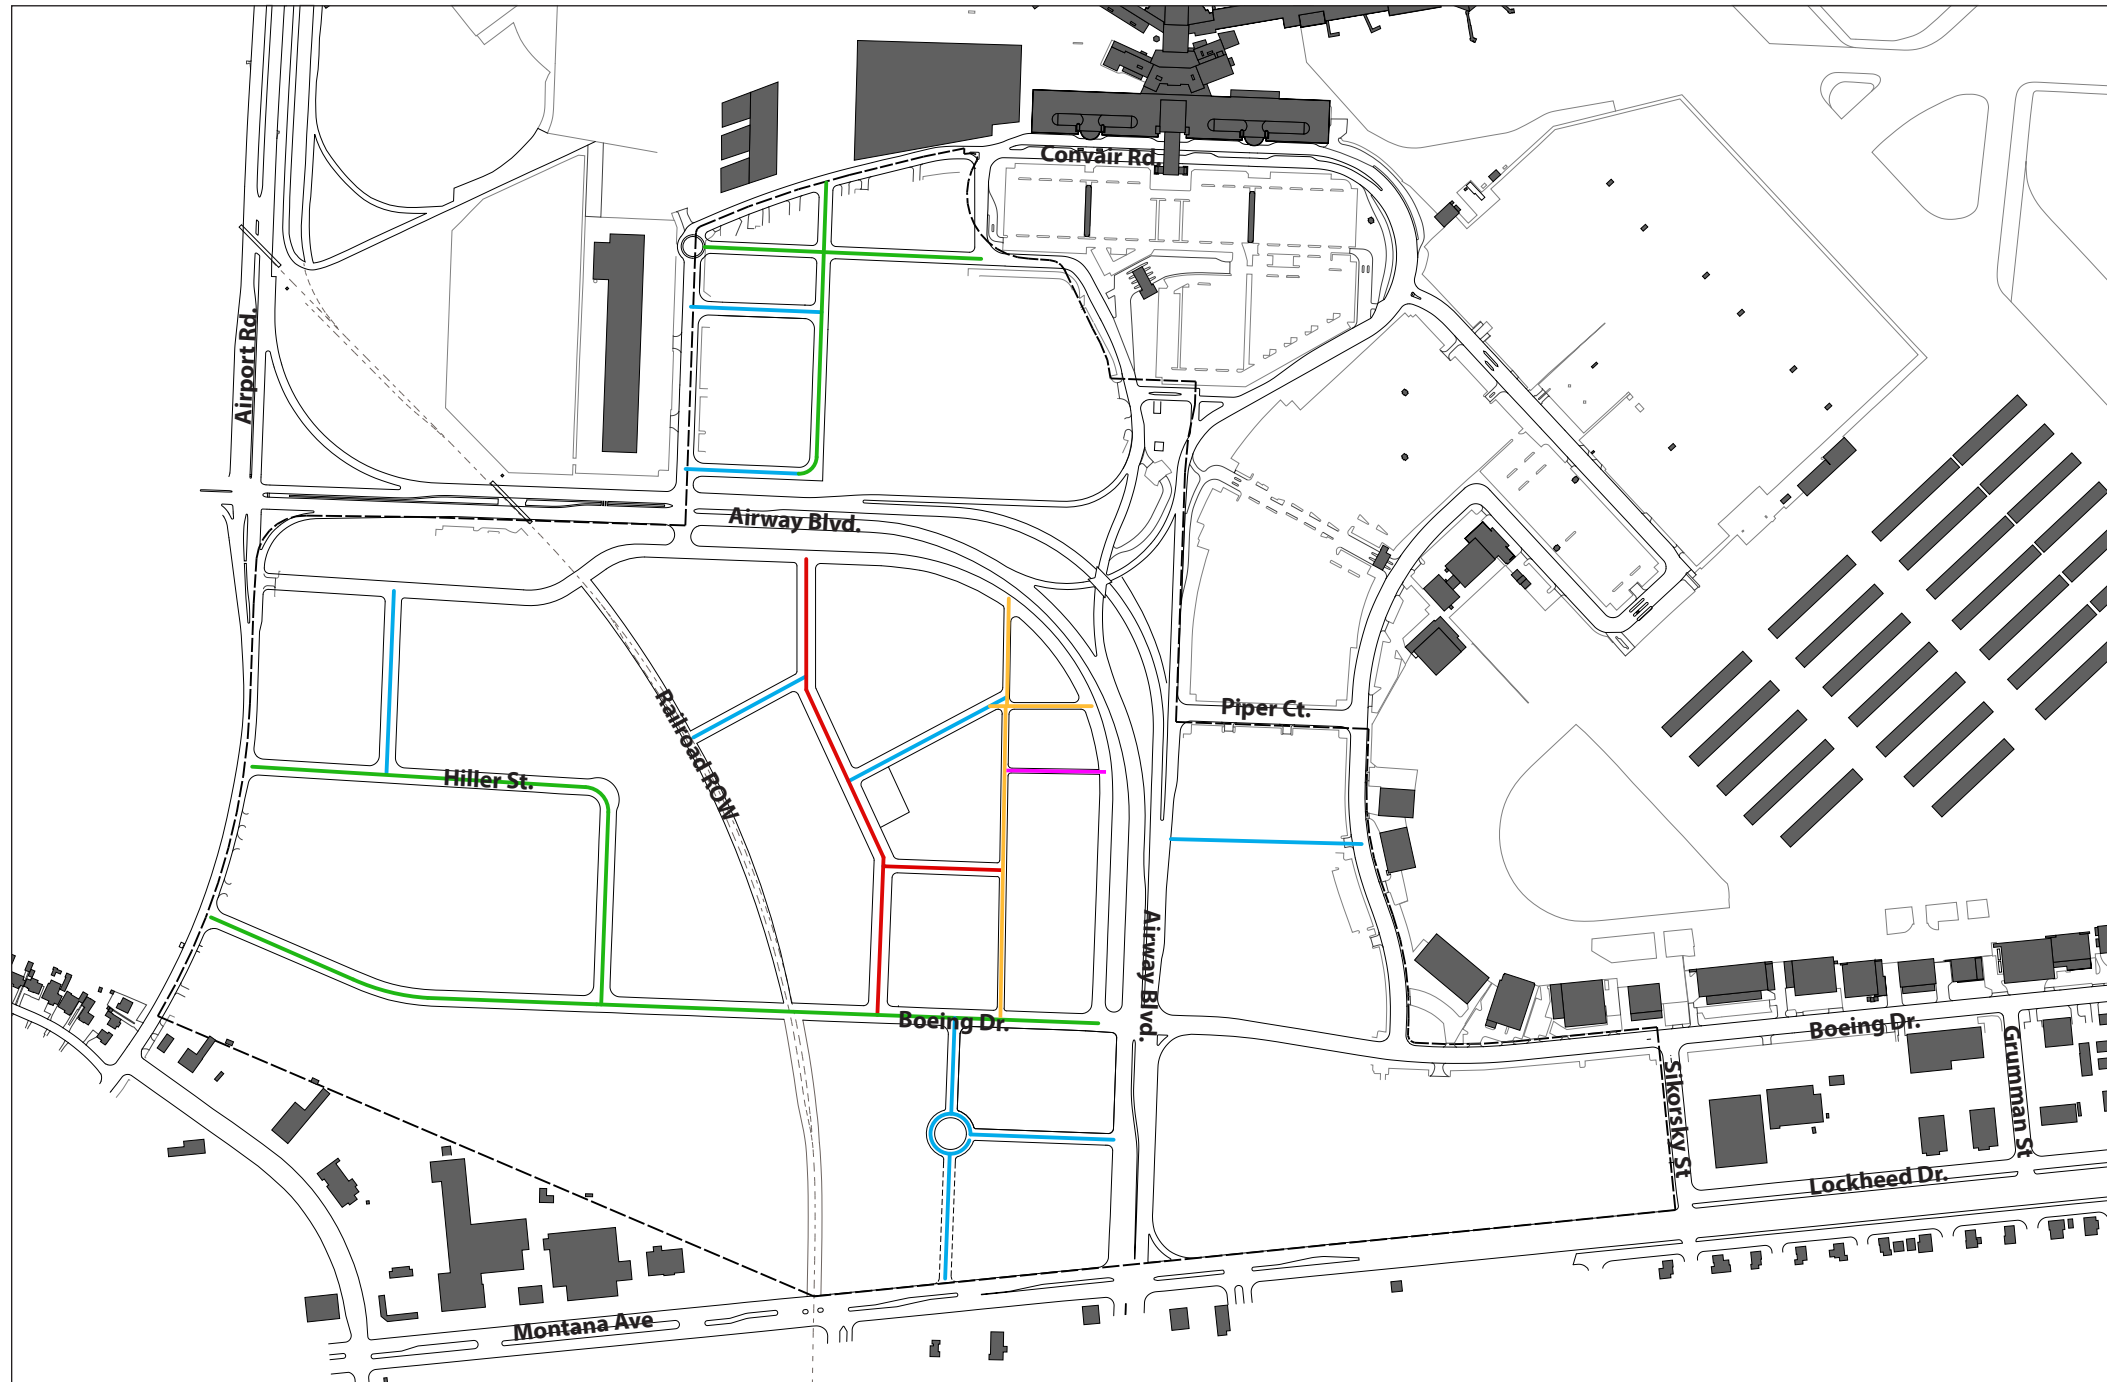 Convair Rd.
Airport Rd.
Airway Blvd.
Railroad ROW
Piper Ct.
Hiller St.
Airway Blvd.
Boeing Dr.
Boeing Dr.
Grumman St
Sikorsky St
Lockheed Dr.
Montana Ave